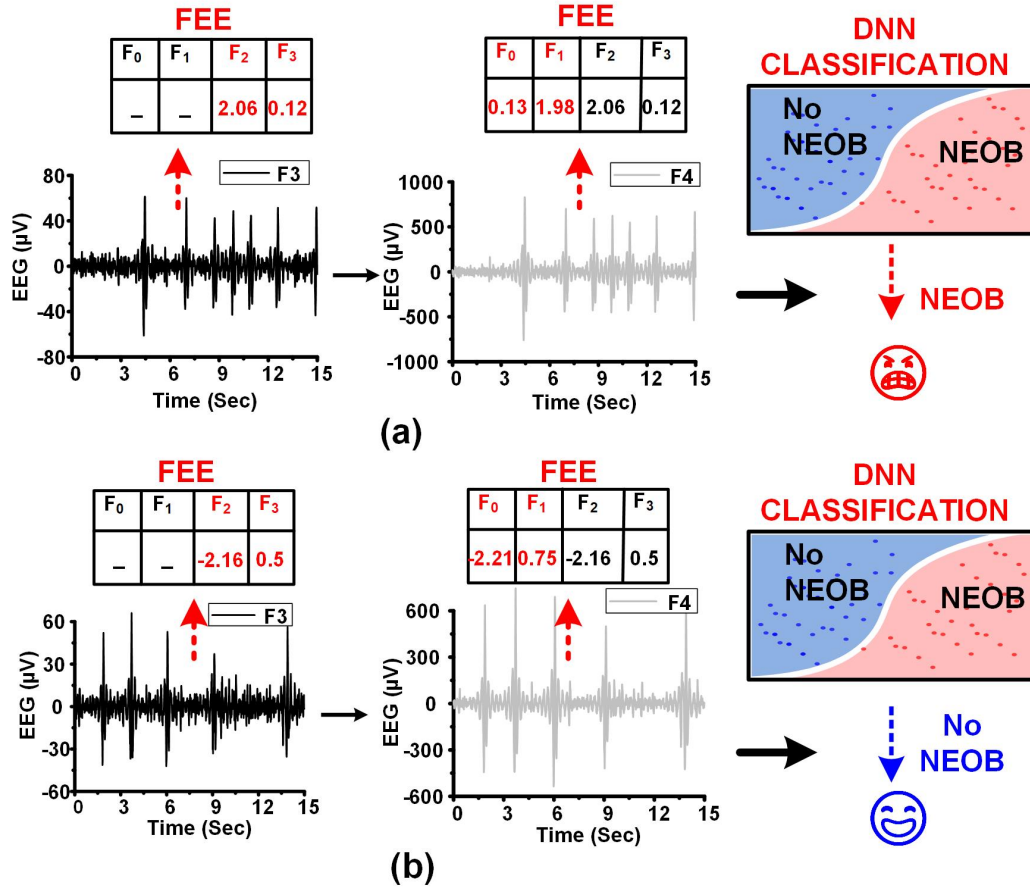 FEE
F0 F1 F2 F3
– – 2.06 0.12
F3
EEG (µV)
80
40
0
-40
-80
0 3 6 9 12 15
Time (Sec)
FEE
F0 F1 F2 F3
0.13 1.98 2.06 0.12
F4
EEG (µV)
1000
500
0
-500
-1000
0 3 6 9 12 15
Time (Sec)
DNN
CLASSIFICATION
No
NEOB
NEOB
NEOB
(a)
FEE
F0 F1 F2 F3
– – -2.16 0.5
F3
EEG (µV)
60
30
0
-30
-60
0 3 6 9 12 15
Time (Sec)
FEE
F0 F1 F2 F3
-2.21 0.75 -2.16 0.5
F4
EEG (µV)
600
300
0
-300
-600
0 3 6 9 12 15
Time (Sec)
DNN
CLASSIFICATION
No
NEOB
NEOB
No
NEOB
(b)